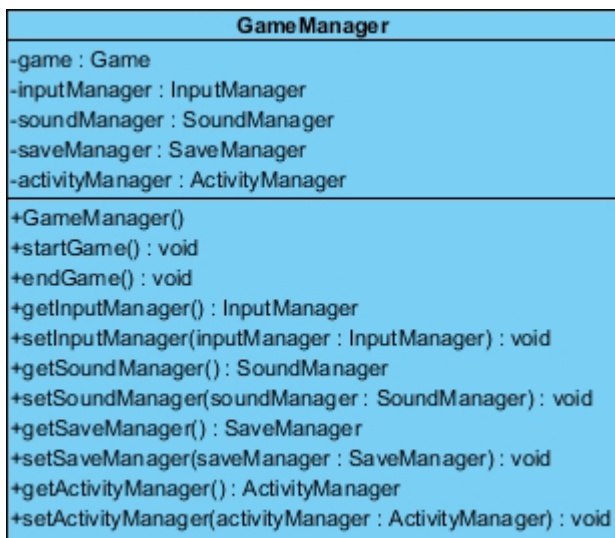 GameManager
-game : Game
-inputManager : InputManager
-soundManager : SoundManager
-saveManager : SaveManager
-activityManager : ActivityManager
+GameManager()
+startGame() : void
+endGame() : void
+getInputManager() : InputManager
+setInputManager(inputManager : InputManager) : void
+getSoundManager() : SoundManager
+setSoundManager(soundManager : SoundManager) : void
+getSaveManager() : SaveManager
+setSaveManager(saveManager : SaveManager) : void
+getActivityManager() : ActivityManager
+setActivityManager(activityManager : ActivityManager) : void